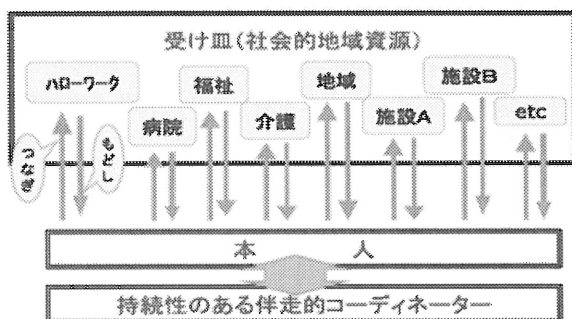 受け皿(社会的地域資源)
ハローワーク
病院
福祉
介護
地域
施設A
施設B
etc
つなぎ
もどし
本　　人
持続性のある伴走的コーディネーター